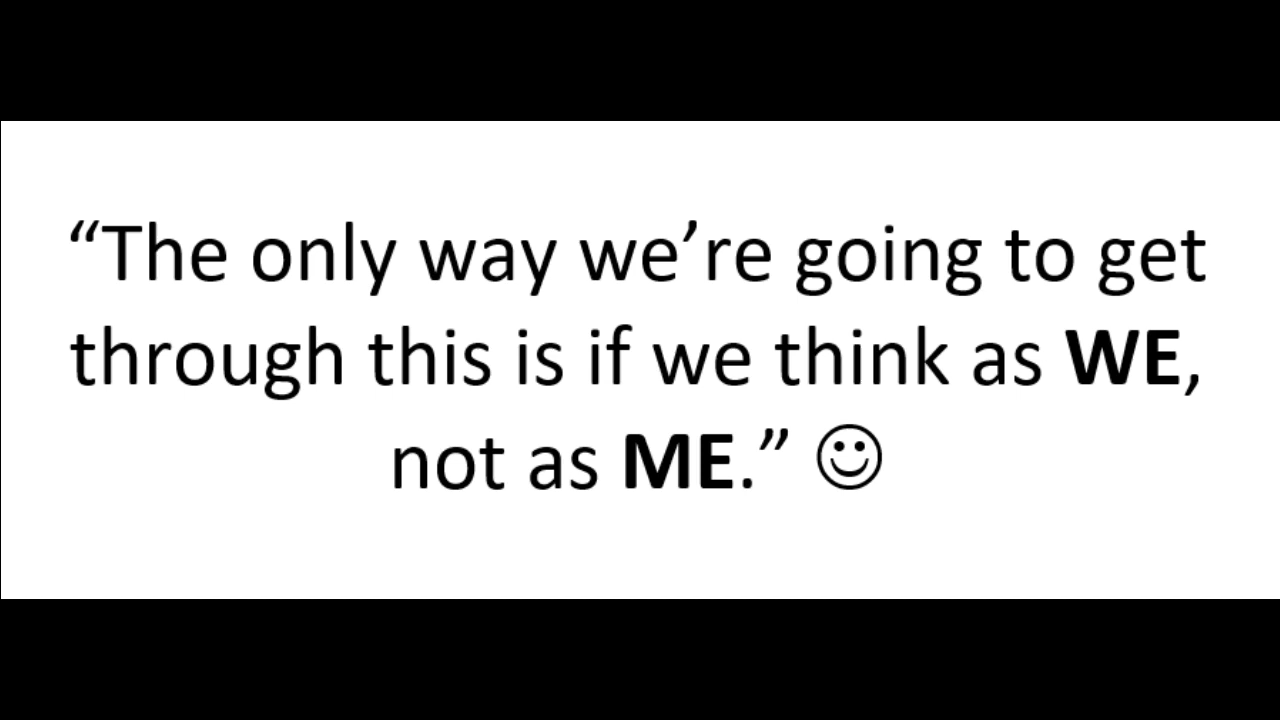 “The only way we’re going to get
through this is if we think as WE,
not as ME.” ☺